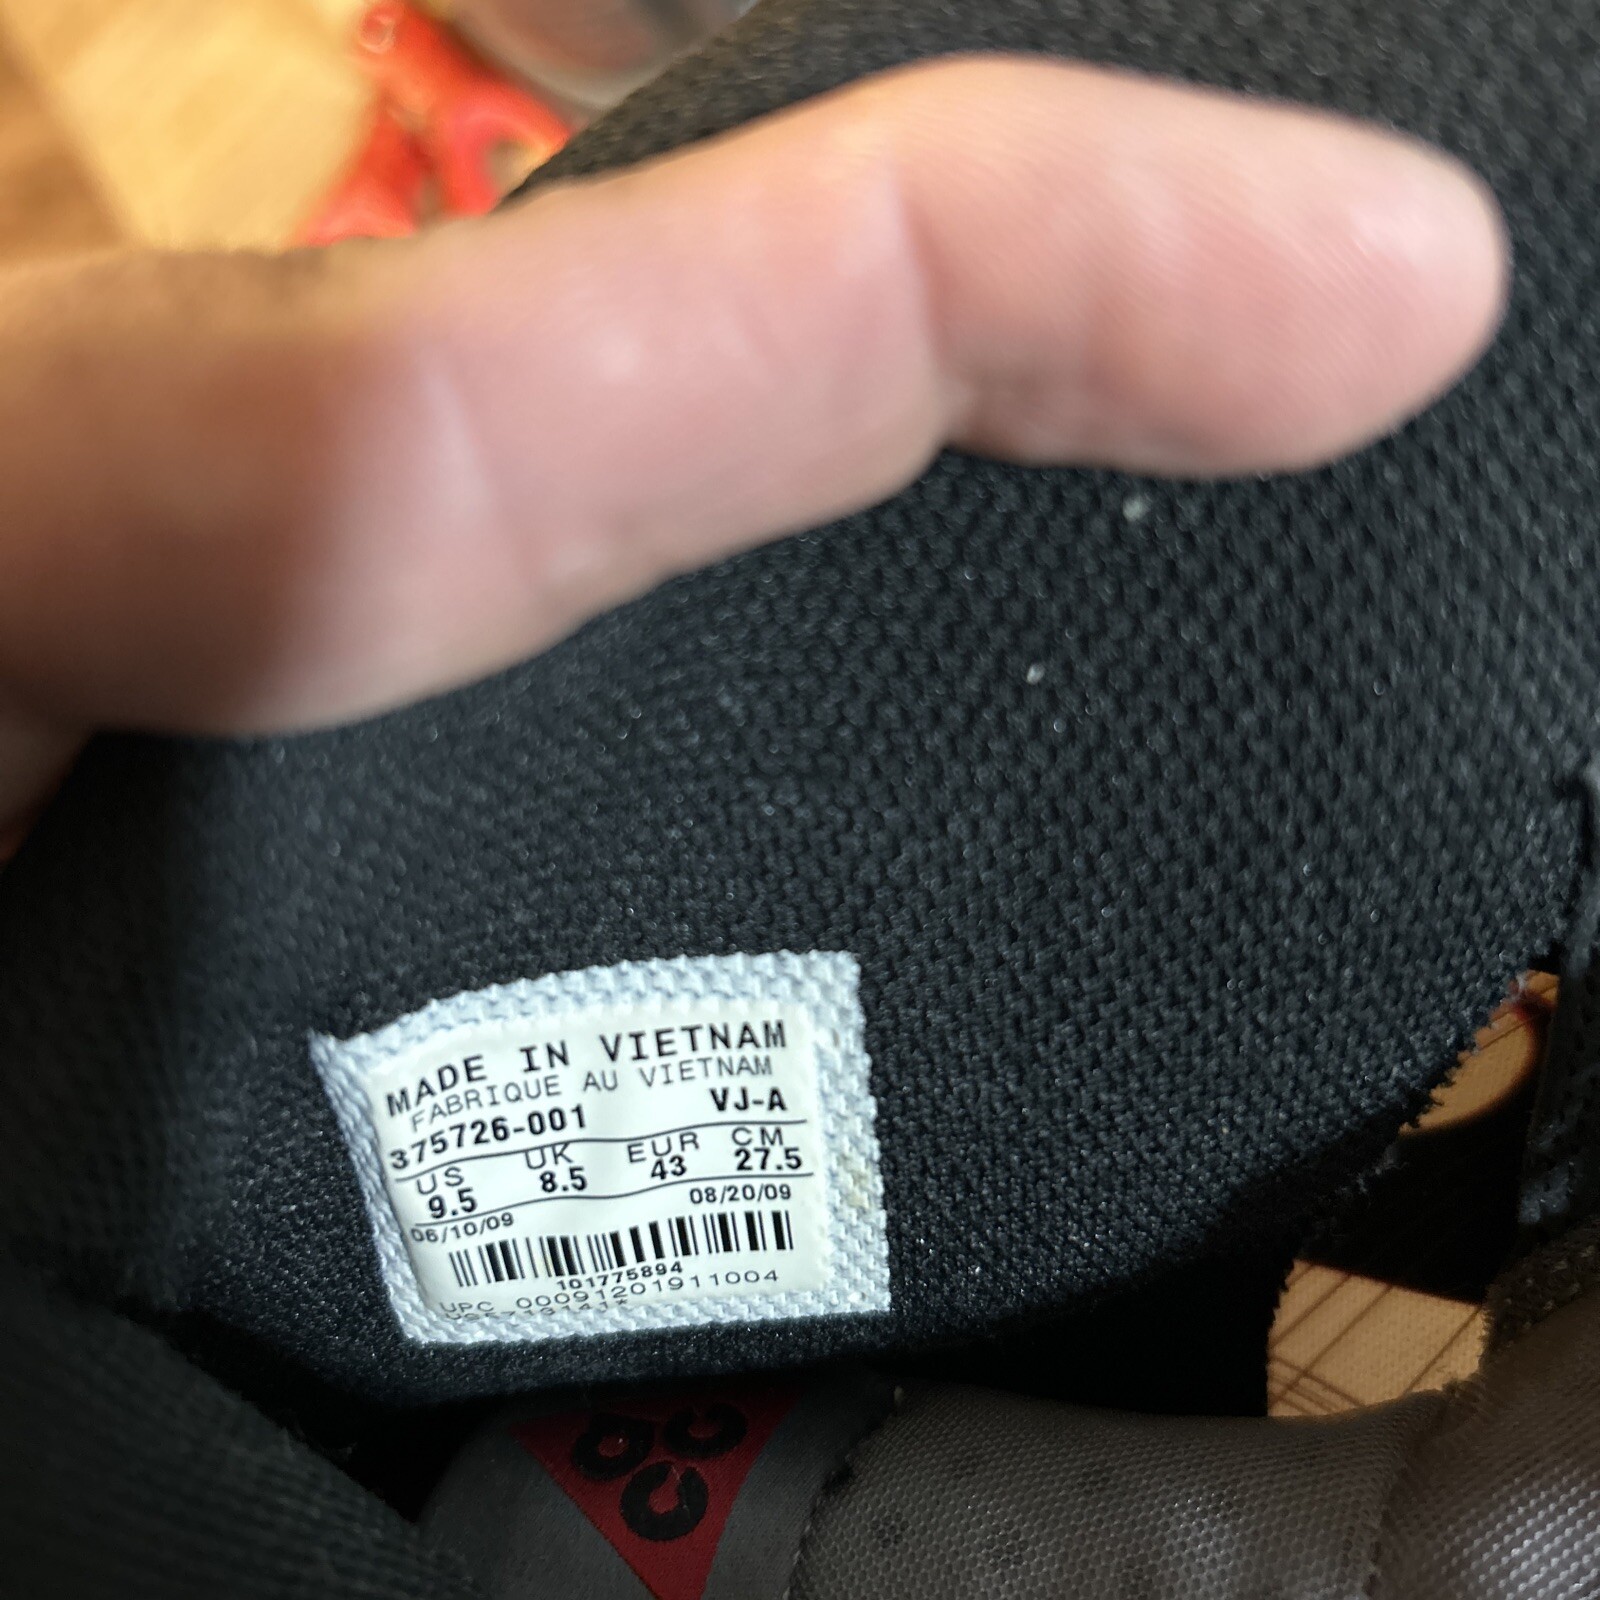 MADE IN VIETNAM
FABRIQUE AU VIETNAM
375726-001 VJ-A
US UK EUR CM
9.5 8.5 43 27.5
06/10/09 08/20/09
101775894
UPC 00091201911004